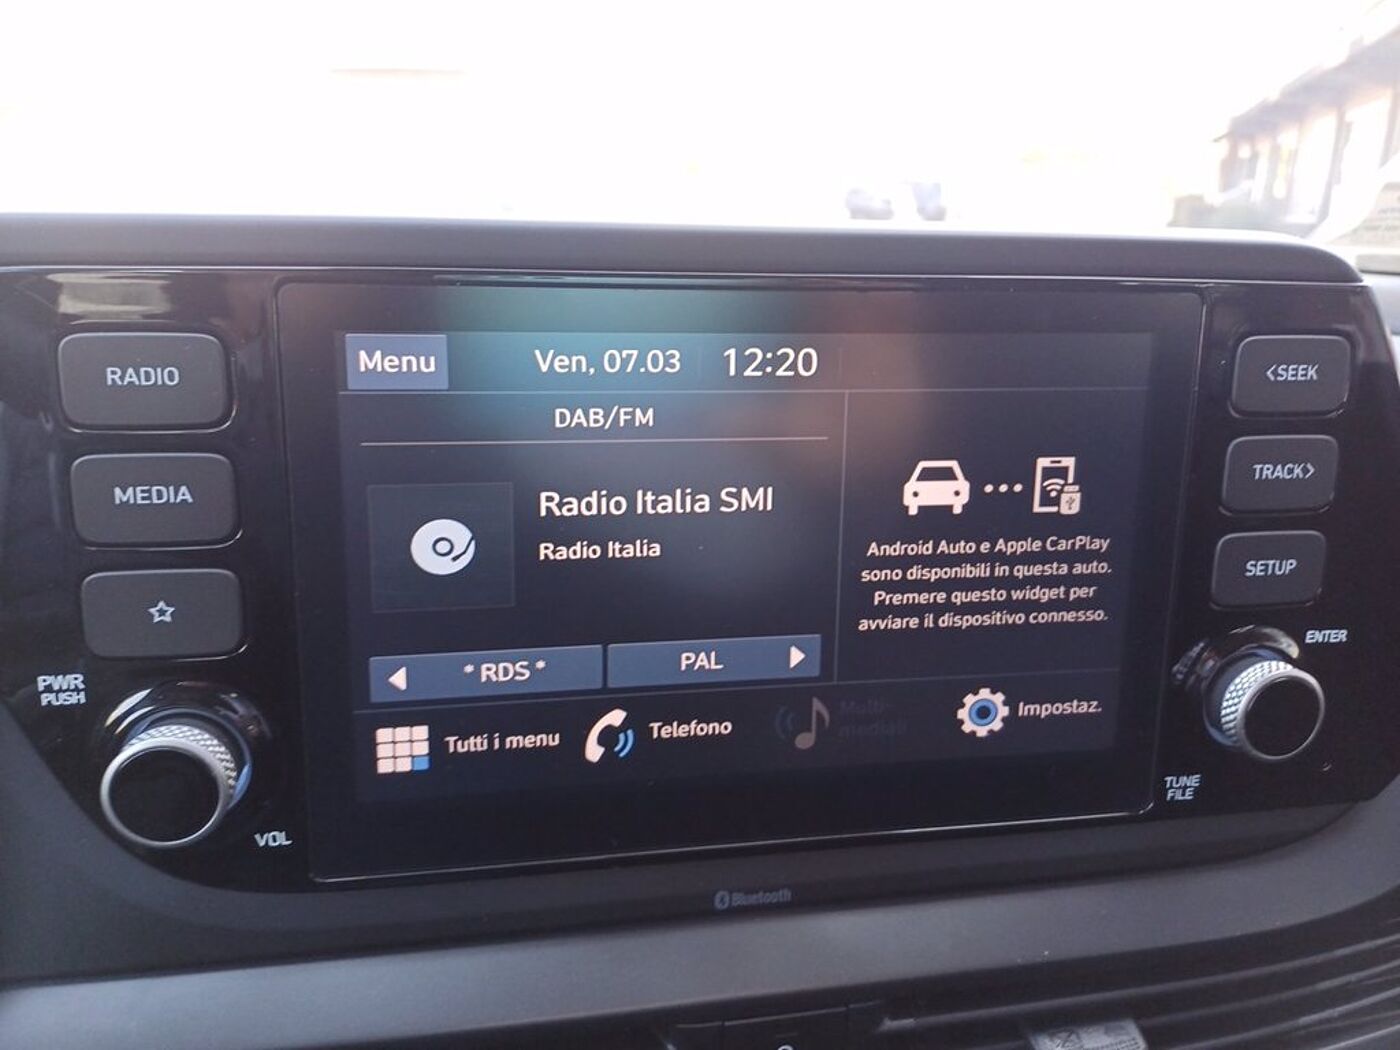 RADIO
MEDIA
PWR
PUSH
VOL
Menu
Ven, 07.03
12:20
DAB/FM
Radio Italia SMI
Radio Italia
*RDS*
PAL
Android Auto e Apple CarPlay
sono disponibili in questa auto.
Premere questo widget per
avviare il dispositivo connesso.
Tutti i menu
Telefono
Multi-
mediali
Impostaz.
<SEEK
TRACK>
SETUP
ENTER
TUNE
FILE
Bluetooth